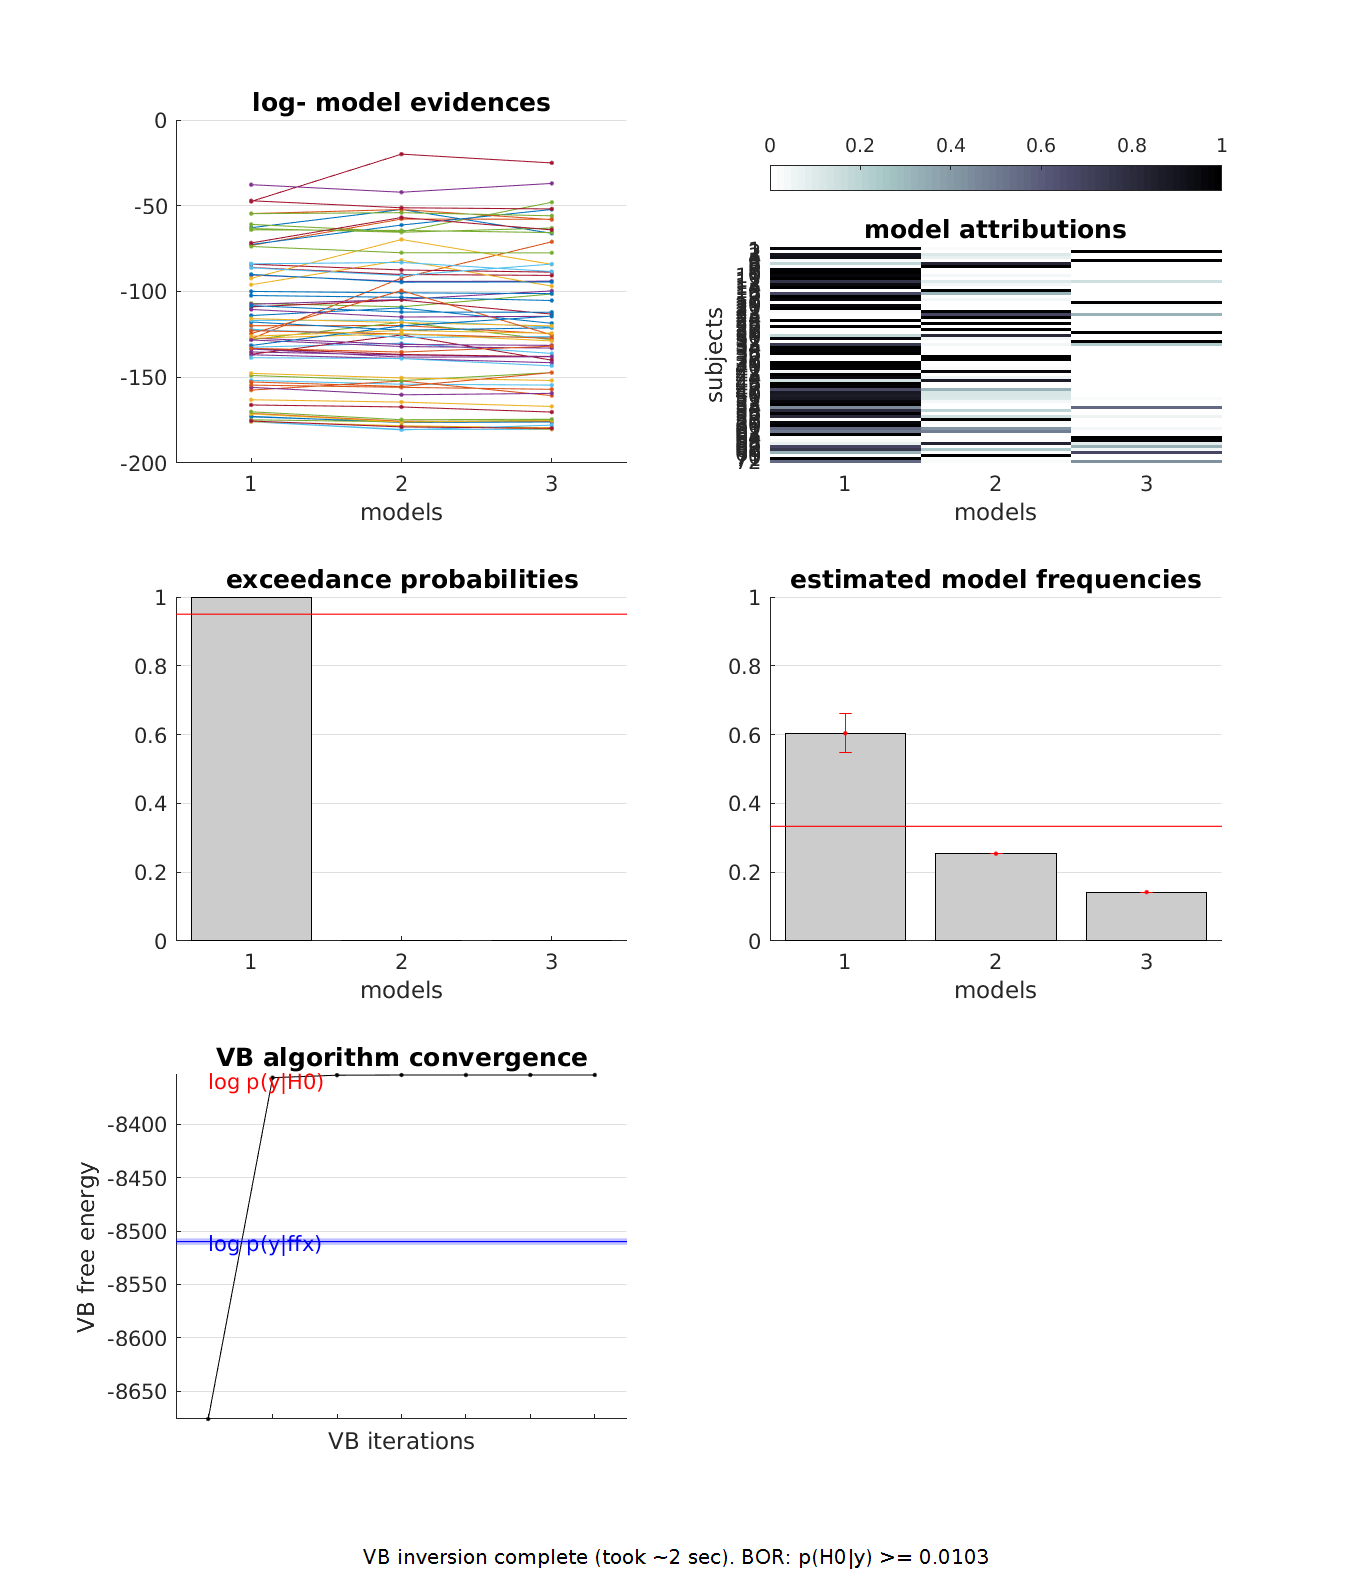 log- model evidences
0
-50
-100
-150
-200
1 2 3
models
0 0.2 0.4 0.6 0.8 1
model attributions
subjects
1 2 3
models
exceedance probabilities
1
0.8
0.6
0.4
0.2
0
1 2 3
models
estimated model frequencies
1
0.8
0.6
0.4
0.2
0
1 2 3
models
VB algorithm convergence
log p(y|H0)
-8400
-8450
-8500
log p(y|ffx)
-8550
-8600
-8650
VB free energy
VB iterations
VB inversion complete (took ~2 sec). BOR: p(H0|y) >= 0.0103